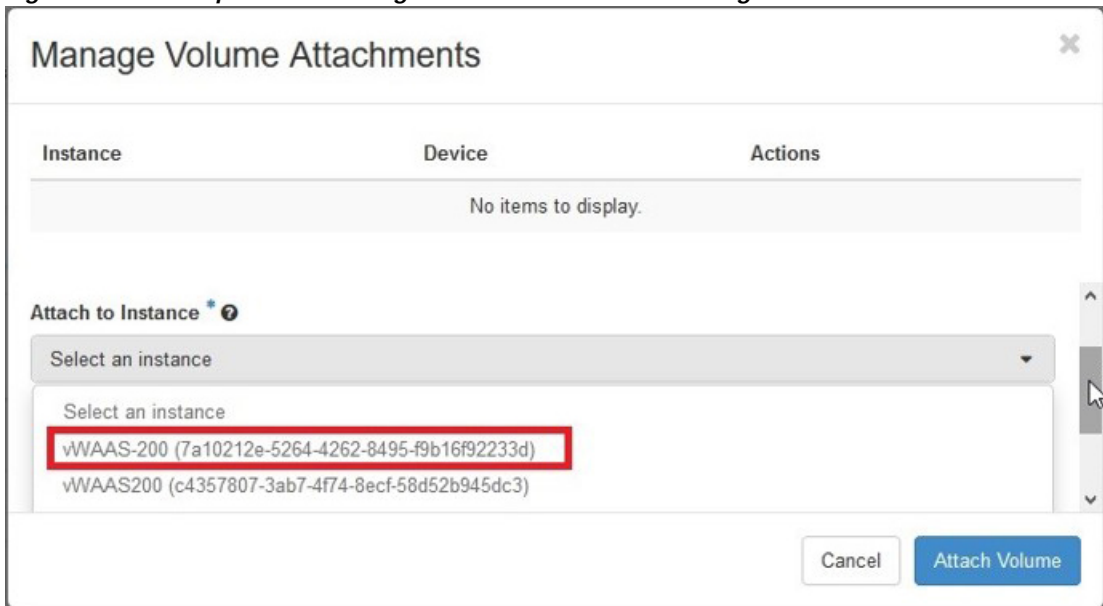 Manage Volume Attachments
Instance Device Actions
No items to display.
Attach to Instance *
Select an instance
Select an instance
vWAAS-200 (7a10212e-5264-4262-8495-f9b16f92233d)
vWAAS200 (c4357807-3ab7-4f74-8ecf-58d52b945dc3)
Cancel Attach Volume